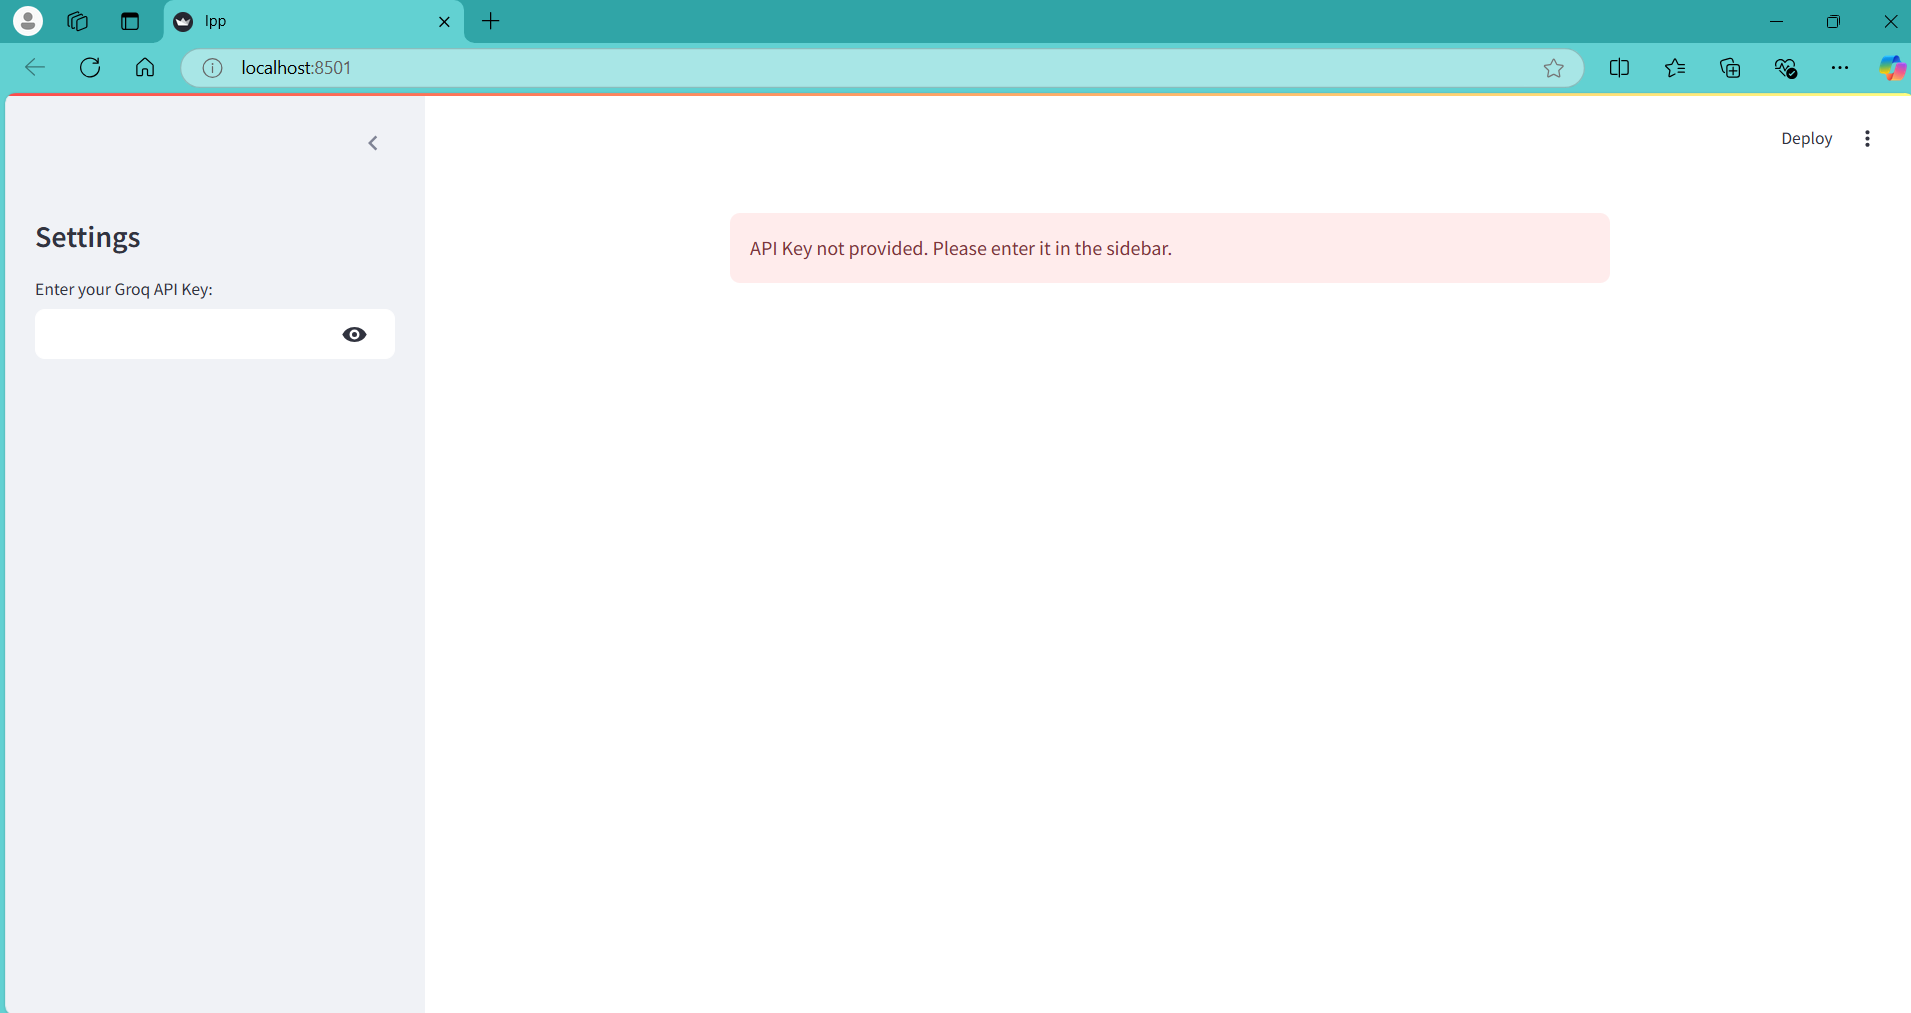 Ipp
localhost:8501
Deploy
Settings
Enter your Groq API Key:
API Key not provided. Please enter it in the sidebar.